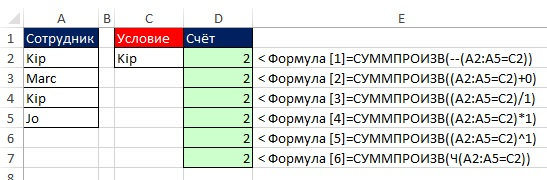 A B C D E
1 Сотрудник Условие Счёт
2 Kip Kip 2 < Формула [1]=СУММПРОИЗВ(--(A2:A5=C2))
3 Marc 2 < Формула [2]=СУММПРОИЗВ((A2:A5=C2)+0)
4 Kip 2 < Формула [3]=СУММПРОИЗВ((A2:A5=C2)/1)
5 Jo 2 < Формула [4]=СУММПРОИЗВ((A2:A5=C2)*1)
6 2 < Формула [5]=СУММПРОИЗВ((A2:A5=C2)^1)
7 2 < Формула [6]=СУММПРОИЗВ(Ч(A2:A5=C2))
8